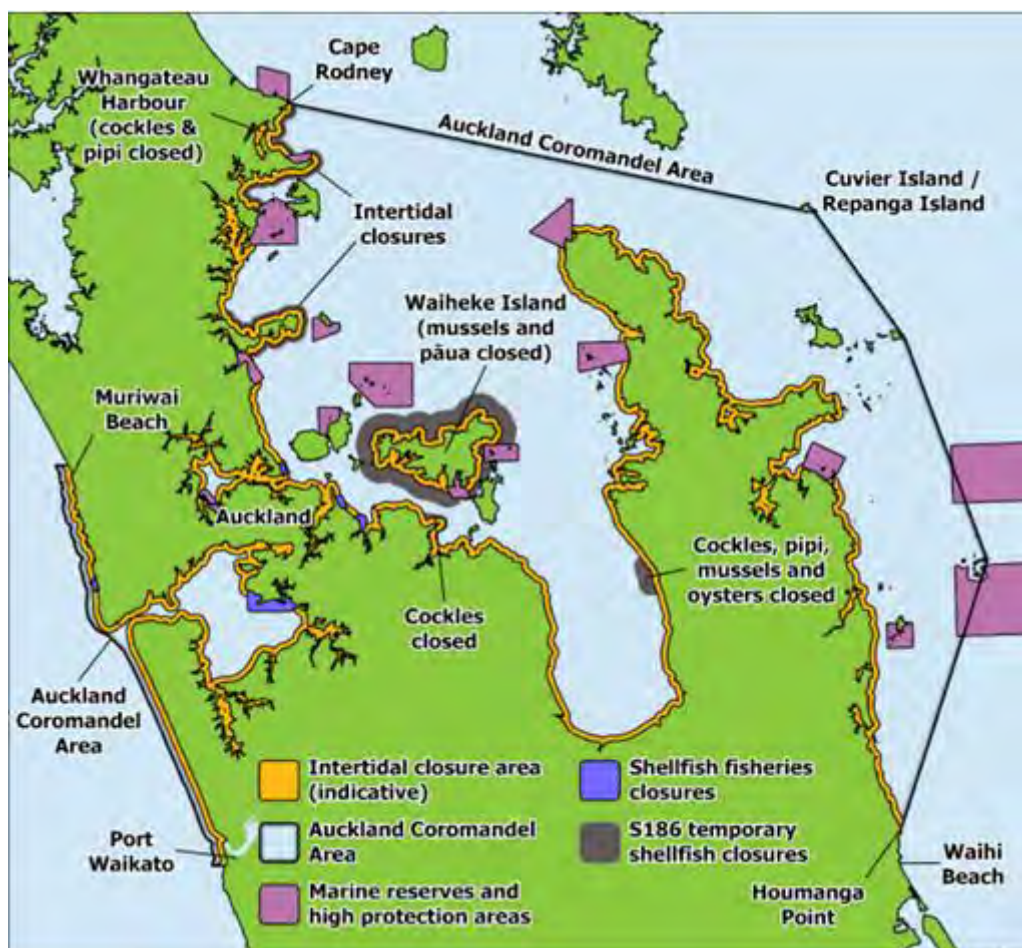 Cape
Rodney
Whangateau
Harbour
(cockles &
pipi closed)
Auckland Coromandel Area
Cuvier Island /
Repanga Island
Intertidal
closures
Waiheke Island
(mussels and
pāua closed)
Muriwai
Beach
Auckland
Cockles, pipi,
mussels and
oysters closed
Cockles
closed
Auckland
Coromandel
Area
Intertidal closure area
(indicative)
Shellfish fisheries
closures
Auckland Coromandel
Area
S186 temporary
shellfish closures
Port
Waikato
Waihi
Beach
Marine reserves and
high protection areas
Houmanga
Point